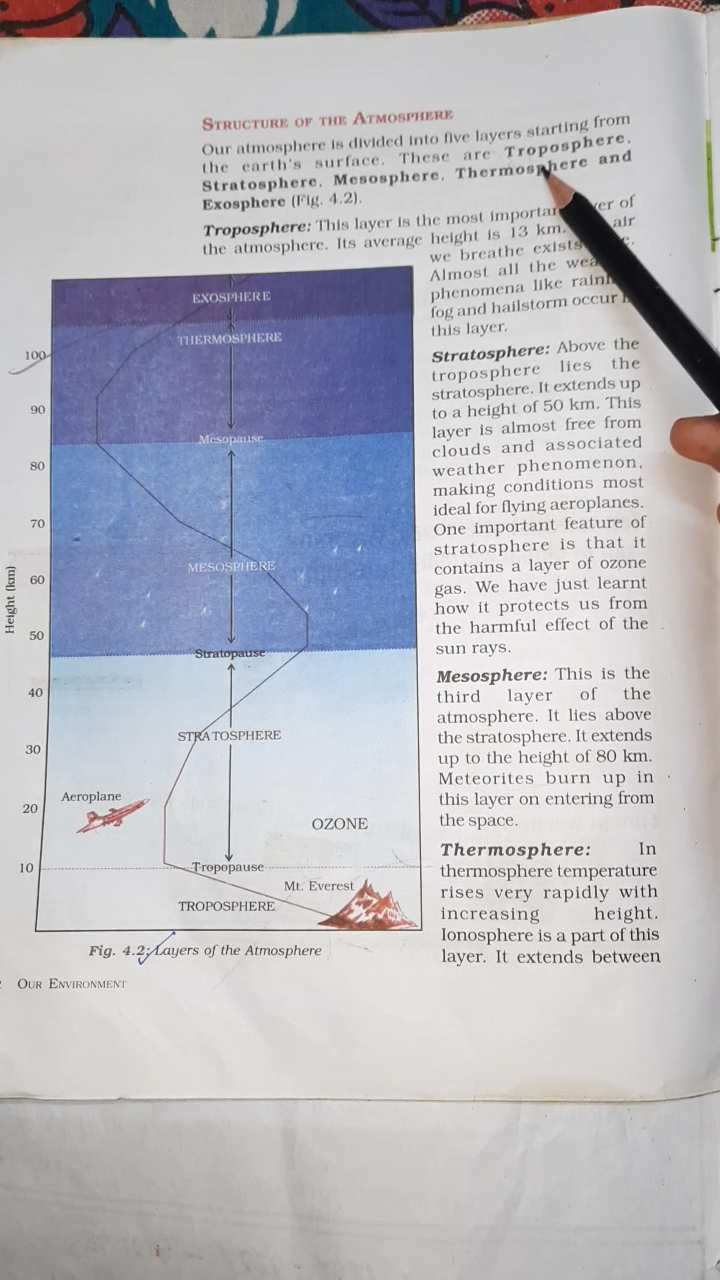 STRUCTURE OF THE ATMOSPHERE
Our atmosphere is divided into five layers starting from
the earth's surface. These are Troposphere,
Stratosphere, Mesosphere, Thermosphere and
Exosphere (Fig. 4.2).
Troposphere: This layer is the most important of
the atmosphere. Its average height is 13 km. air
we breathe exists
Almost all the
phenomena like
fog and hailstorm occur
this layer.
Stratosphere: Above the
troposphere lies the
stratosphere. It extends up
to a height of 50 km. This
layer is almost free from
clouds and associated
weather phenomenon,
making conditions most
ideal for flying aeroplanes.
One important feature of
stratosphere is that it
contains a layer of ozone
gas. We have just learnt
how it protects us from
the harmful effect of the
sun rays.
Mesosphere: This is the
third layer of the
atmosphere. It lies above
the stratosphere. It extends
up to the height of 80 km.
Meteorites burn up in
this layer on entering from
the space.
Thermosphere: In
thermosphere temperature
rises very rapidly with
increasing height.
Ionosphere is a part of this
layer. It extends between
EXOSPHERE
THERMOSPHERE
100
90
Mesopause
80
70
MESOSPHERE
60
Height (km)
50
Stratopause
40
STRATOSPHERE
30
Aeroplane
20
OZONE
10
Tropopause
Mt. Everest
TROPOSPHERE
Fig. 4.2: Layers of the Atmosphere
OUR ENVIRONMENT